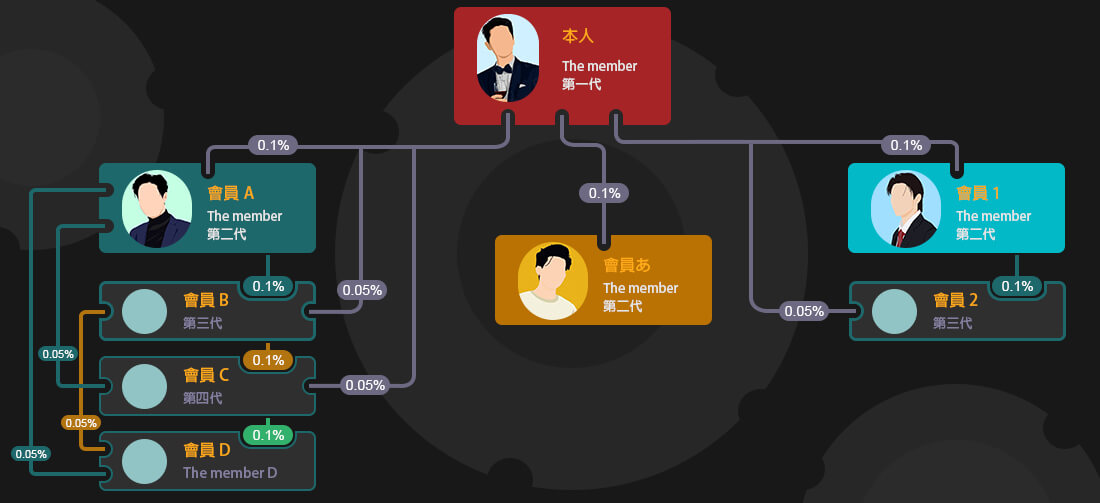 本人
The member
第一代
0.1%
0.1%
0.1%
會員 A
The member
第二代
會員 1
The member
第二代
會員あ
The member
第二代
0.1%
會員 B
第三代
0.05%
0.1%
會員 2
第三代
0.05%
0.05%
0.1%
會員 C
第四代
0.05%
0.05%
0.1%
會員 D
The member D
0.05%